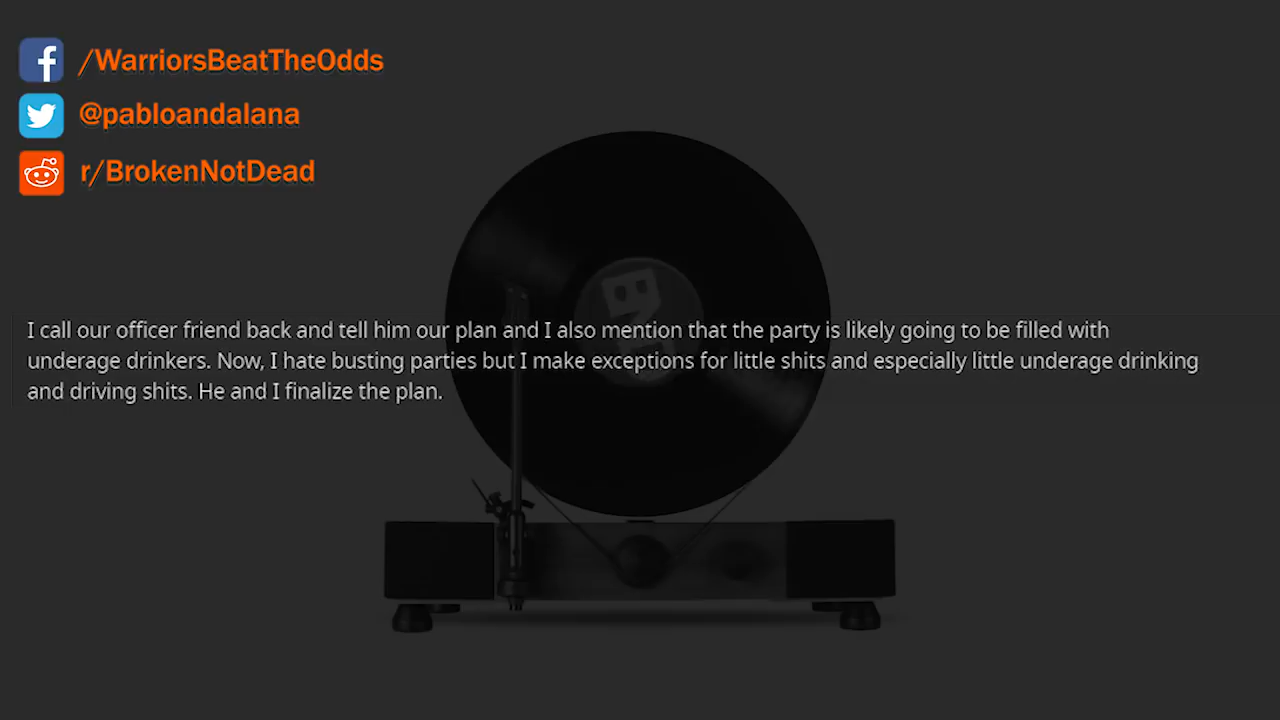 /WarriorsBeatTheOdds
@pabloandalana
r/BrokenNotDead
I call our officer friend back and tell him our plan and I also mention that the party is likely going to be filled with
underage drinkers. Now, I hate busting parties but I make exceptions for little shits and especially little underage drinking
and driving shits. He and I finalize the plan.